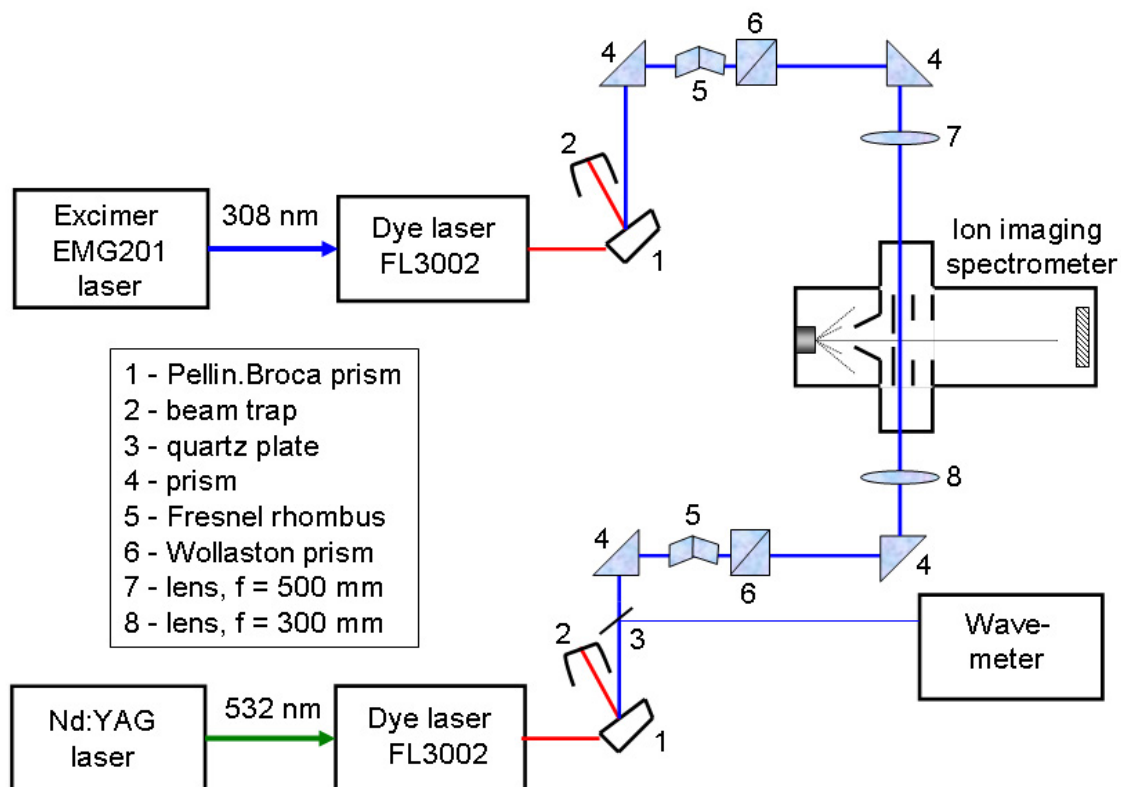 6
4
4
5
2
7
Excimer
EMG201
laser
308 nm
Dye laser
FL3002
1
Ion imaging
spectrometer
1 - Pellin.Broca prism
2 - beam trap
3 - quartz plate
4 - prism
5 - Fresnel rhombus
6 - Wollaston prism
7 - lens, f = 500 mm
8 - lens, f = 300 mm
8
5
4
4
6
2
3
Wave-
meter
Nd:YAG
laser
532 nm
Dye laser
FL3002
1